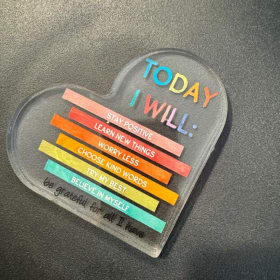 TODAY
I WILL:
STAY POSITIVE
LEARN NEW THINGS
WORRY LESS
CHOOSE KIND WORDS
TRY MY BEST
BELIEVE IN MYSELF
be grateful for all I have